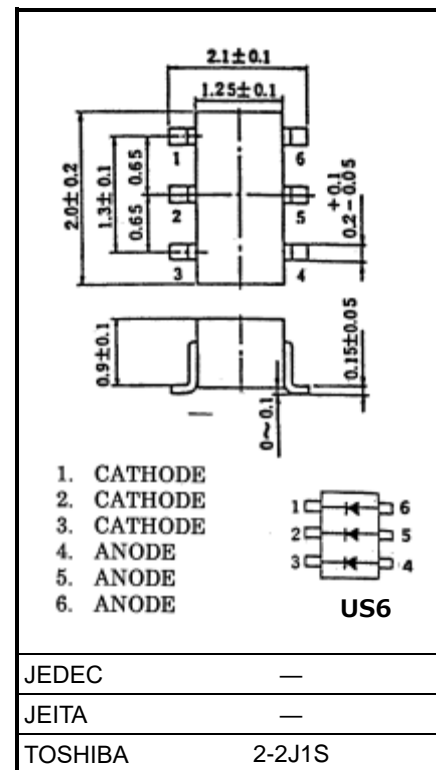 2.1±0.1
1.25±0.1
1
6
2.0±0.2
1.3±0.1
0.65
0.65
2
5
+0.1
0.2-0.05
3
4
0.9±0.1
0.15±0.05
0~0.1
1. CATHODE
2. CATHODE
3. CATHODE
4. ANODE
5. ANODE
6. ANODE
1 6
2 5
3 4
US6
JEDEC —
JEITA —
TOSHIBA 2-2J1S